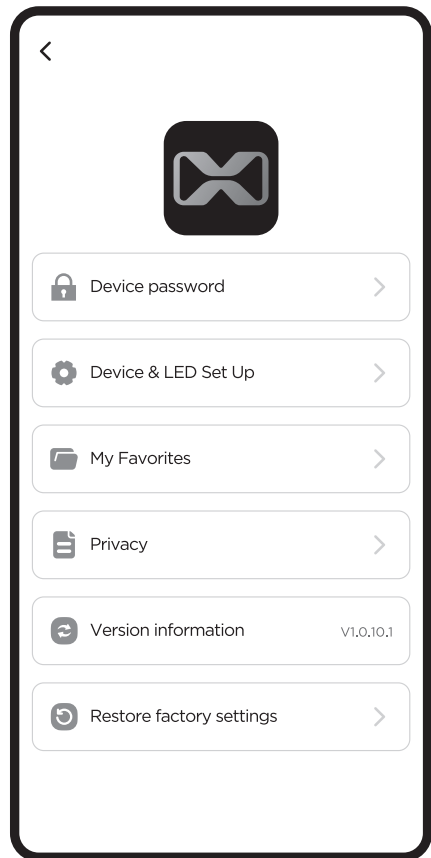 Device password
Device & LED Set Up
My Favorites
Privacy
Version information V1.0.10.1
Restore factory settings